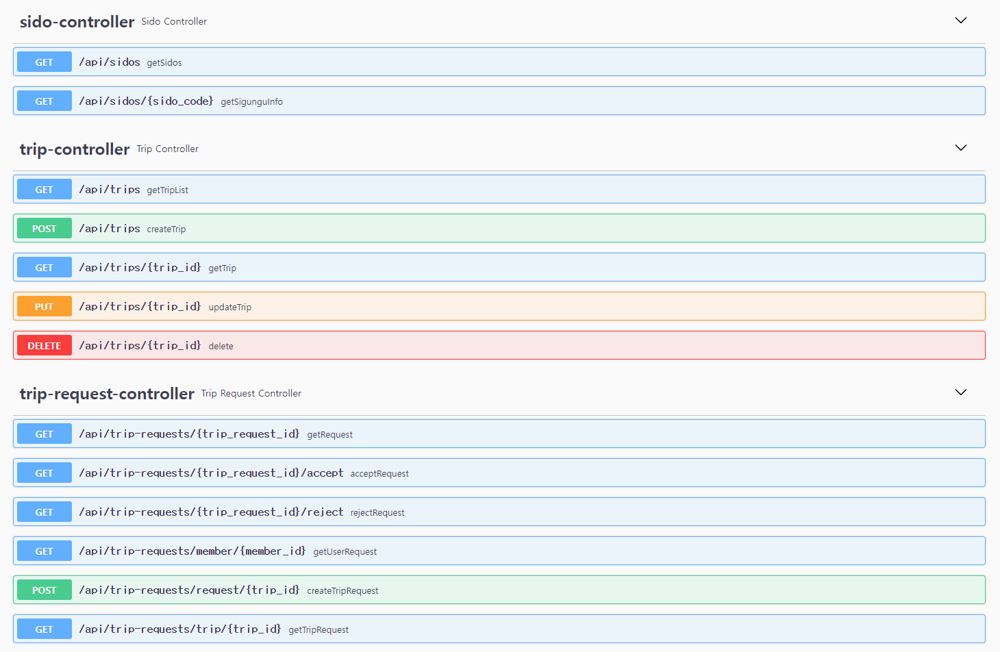 sido-controller Sido Controller
GET /api/sidos getSidos
GET /api/sidos/{sido_code} getSigunguInfo
trip-controller Trip Controller
GET /api/trips getTripList
POST /api/trips createTrip
GET /api/trips/{trip_id} getTrip
PUT /api/trips/{trip_id} updateTrip
DELETE /api/trips/{trip_id} delete
trip-request-controller Trip Request Controller
GET /api/trip-requests/{trip_request_id} getRequest
GET /api/trip-requests/{trip_request_id}/accept acceptRequest
GET /api/trip-requests/{trip_request_id}/reject rejectRequest
GET /api/trip-requests/member/{member_id} getUserRequest
POST /api/trip-requests/request/{trip_id} createTripRequest
GET /api/trip-requests/trip/{trip_id} getTripRequest